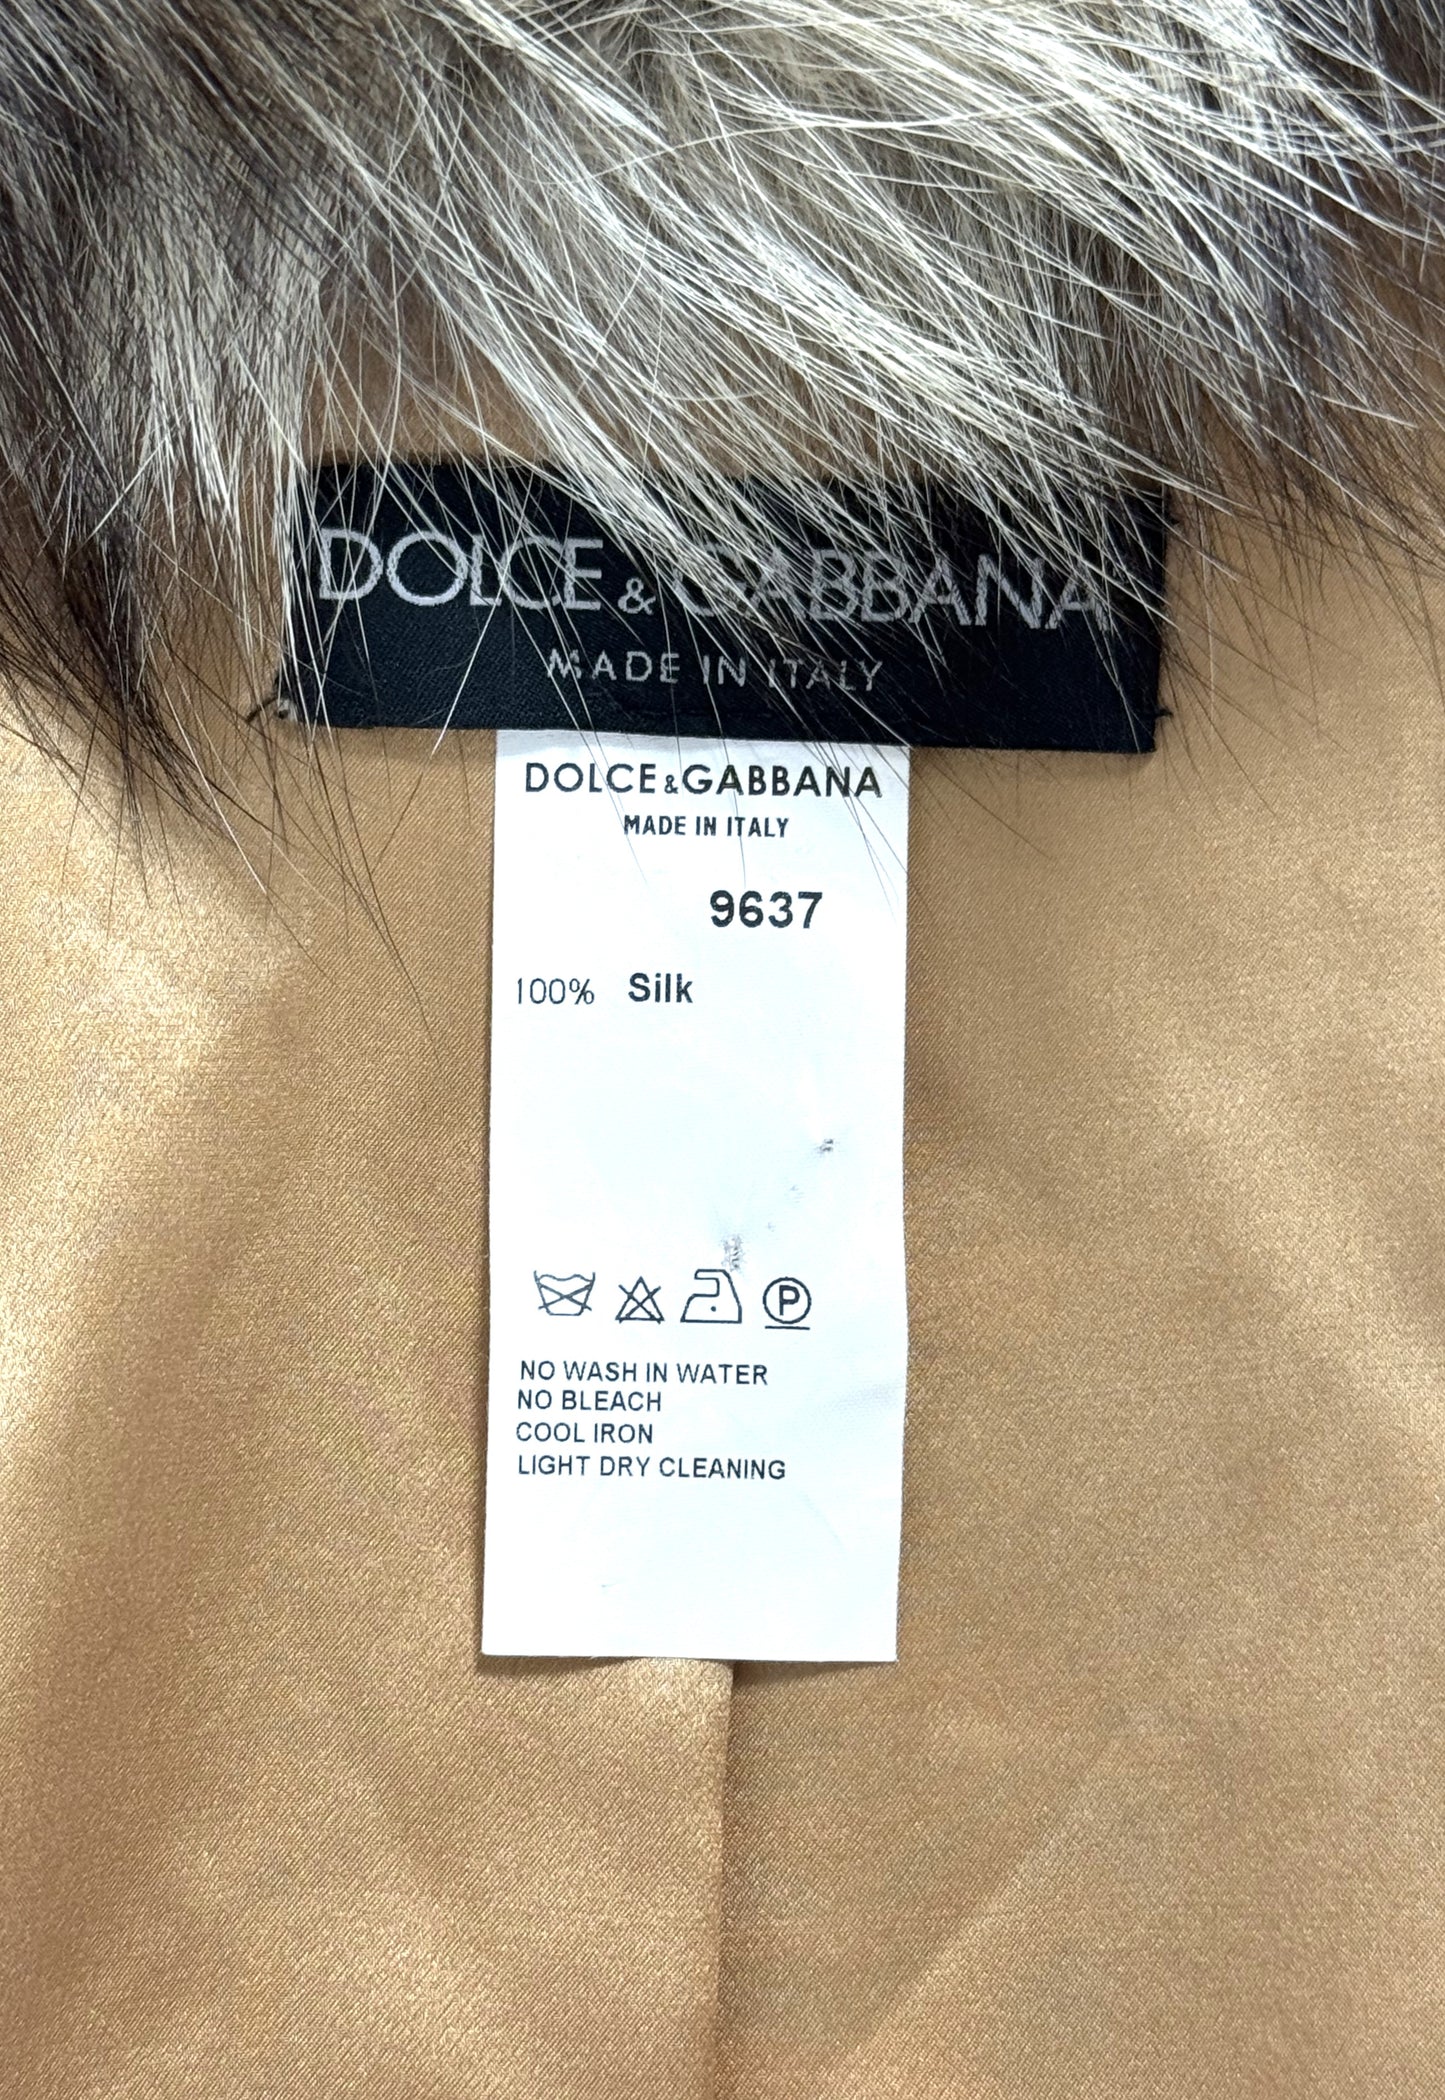 DOLCE & GABBANA
MADE IN ITALY
DOLCE & GABBANA
MADE IN ITALY
9637
100% Silk
P
NO WASH IN WATER
NO BLEACH
COOL IRON
LIGHT DRY CLEANING